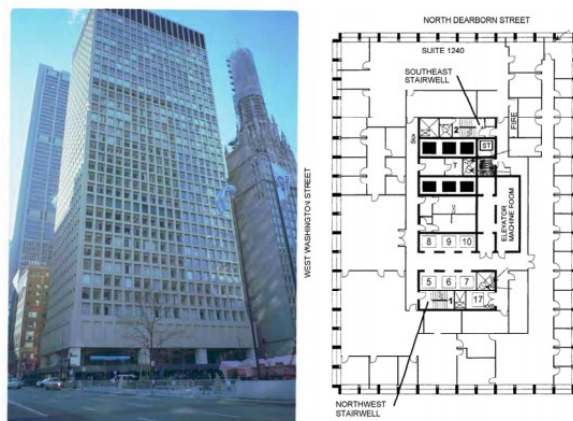 NORTH DEARBORN STREET
SUITE 1240
SOUTHEAST
STAIRWELL
2
FIRE
ST
T
WEST WASHINGTON STREET
ELEVATOR
MACHINE ROOM
8 9 10
5 6 7
1 17
NORTHWEST
STAIRWELL